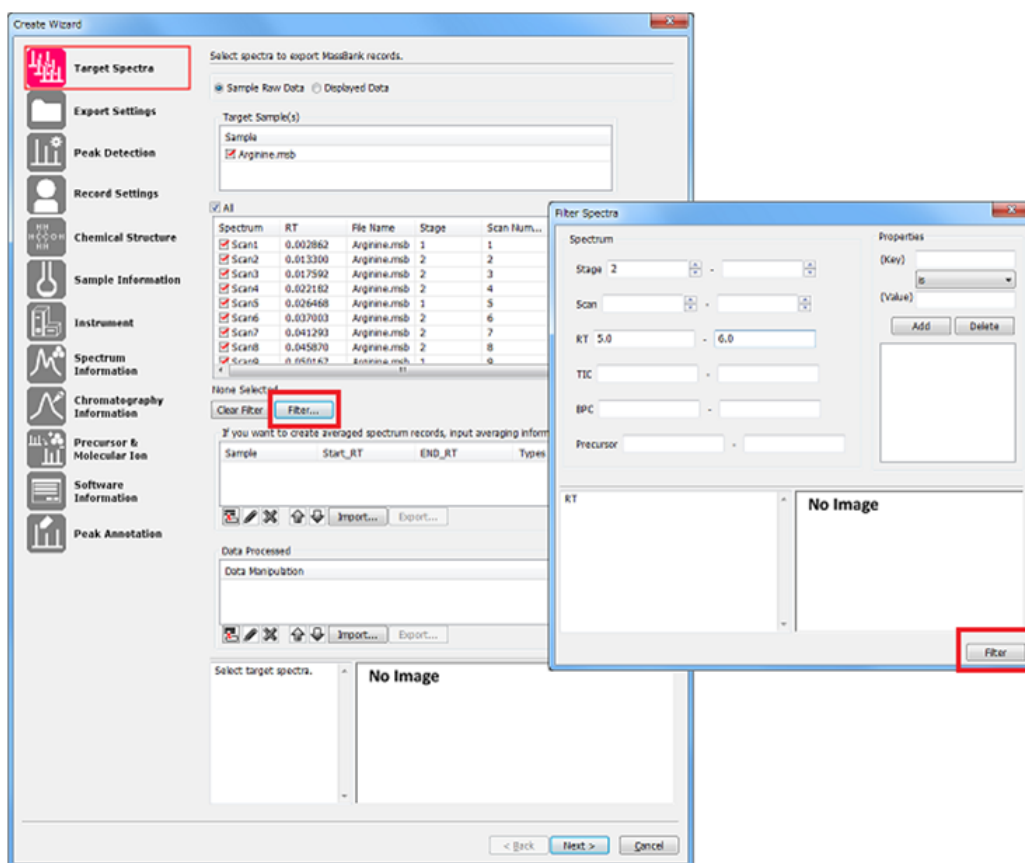 Create Wizard
Target Spectra
Export Settings
Peak Detection
Record Settings
Chemical Structure
Sample Information
Instrument
Spectrum
Information
Chromatography
Information
Precursor &
Molecular Ion
Software
Information
Peak Annotation
Select spectra to export MassBank records.
Sample Raw Data Displayed Data
Target Sample(s)
Sample
Arginine.msb
All
Spectrum RT File Name Stage Scan Num...
Scan1 0.002862 Arginine.msb 1 1
Scan2 0.013300 Arginine.msb 2 2
Scan3 0.017592 Arginine.msb 2 3
Scan4 0.022182 Arginine.msb 2 4
Scan5 0.026468 Arginine.msb 1 5
Scan6 0.037003 Arginine.msb 2 6
Scan7 0.041293 Arginine.msb 2 7
Scan8 0.045870 Arginine.msb 2 8
Scan9 0.050167 Arginine.msb 1 9
None Selected
Clear Filter Filter...
If you want to create averaged spectrum records, input averaging inform
Sample Start_RT END_RT Types
Import... Export...
Data Processed
Data Manipulation
Import... Export...
Select target spectra.
No Image
< Back Next > Cancel
Filter Spectra
Spectrum
Stage 2 -
Scan -
RT 5.0 - 6.0
TIC -
BPC -
Precursor -
Properties
(Key)
is
(Value)
Add Delete
RT
No Image
Filter